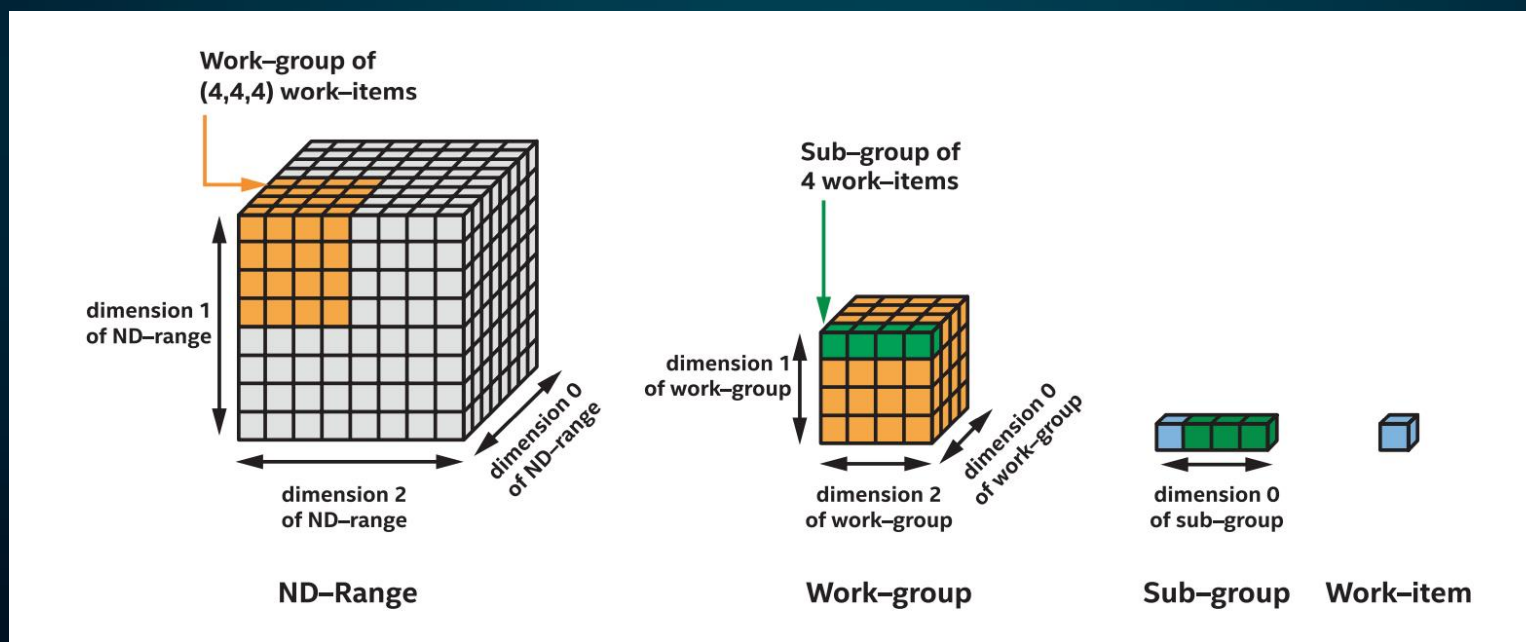 Work–group of
(4,4,4) work–items
dimension 1
of ND–range
dimension 2
of ND–range
dimension 0
of ND–range
ND–Range
Sub–group of
4 work–items
dimension 1
of work–group
dimension 2
of work–group
dimension 0
of work–group
Work–group
dimension 0
of sub–group
Sub–group
Work–item